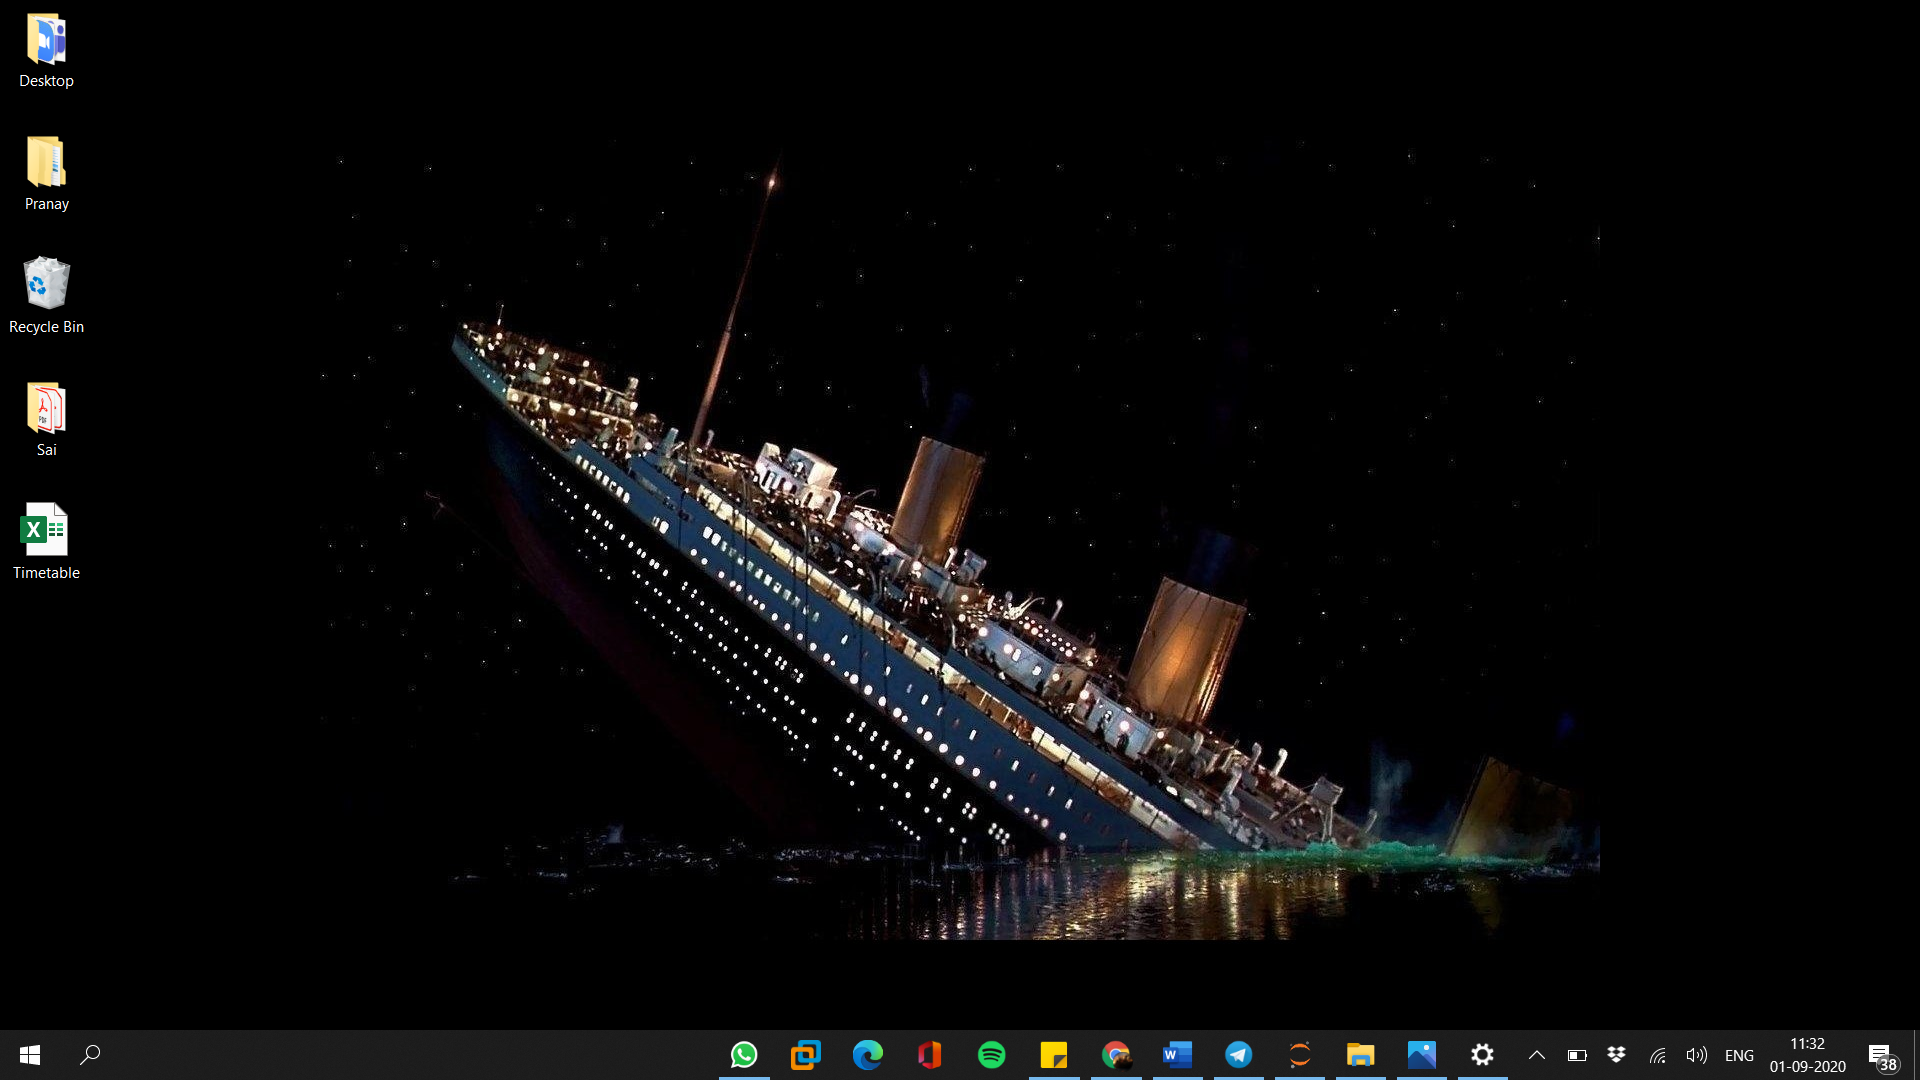 Desktop
Pranay
Recycle Bin
Sai
Timetable
ENG
11:32
01-09-2020
38